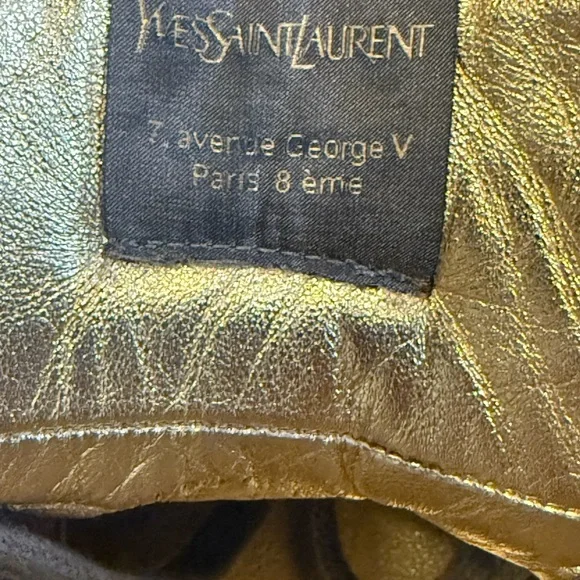 YVESSAINTLAURENT
7, avenue George V
Paris 8 ème